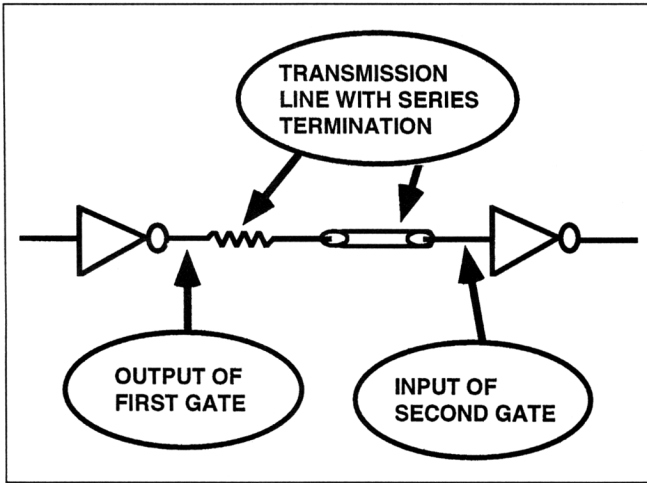 TRANSMISSION
LINE WITH SERIES
TERMINATION
OUTPUT OF
FIRST GATE
INPUT OF
SECOND GATE